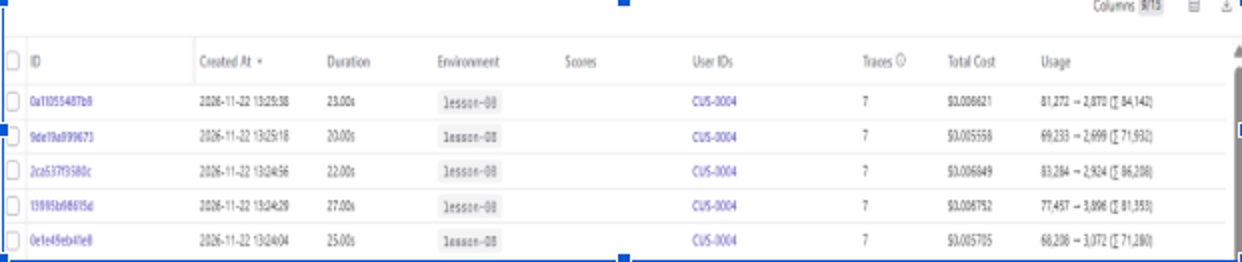 Columns 9/15
ID Created At ▼ Duration Environment Scores User IDs Traces ⓘ Total Cost Usage
0a11055487b8 2026-11-22 13:25:38 23.00s lesson-08 CUS-0004 7 $0.006621 81,272 → 2,870 (∑ 84,142)
9de19a999673 2026-11-22 13:25:18 20.00s lesson-08 CUS-0004 7 $0.005558 69,233 → 2,699 (∑ 71,932)
2ca537f3580c 2026-11-22 13:24:56 22.00s lesson-08 CUS-0004 7 $0.006849 83,284 → 2,924 (∑ 86,208)
13995b98615d 2026-11-22 13:24:29 27.00s lesson-08 CUS-0004 7 $0.006752 77,457 → 3,896 (∑ 81,353)
0e1e49eb41e8 2026-11-22 13:24:04 25.00s lesson-08 CUS-0004 7 $0.005705 68,208 → 3,072 (∑ 71,280)